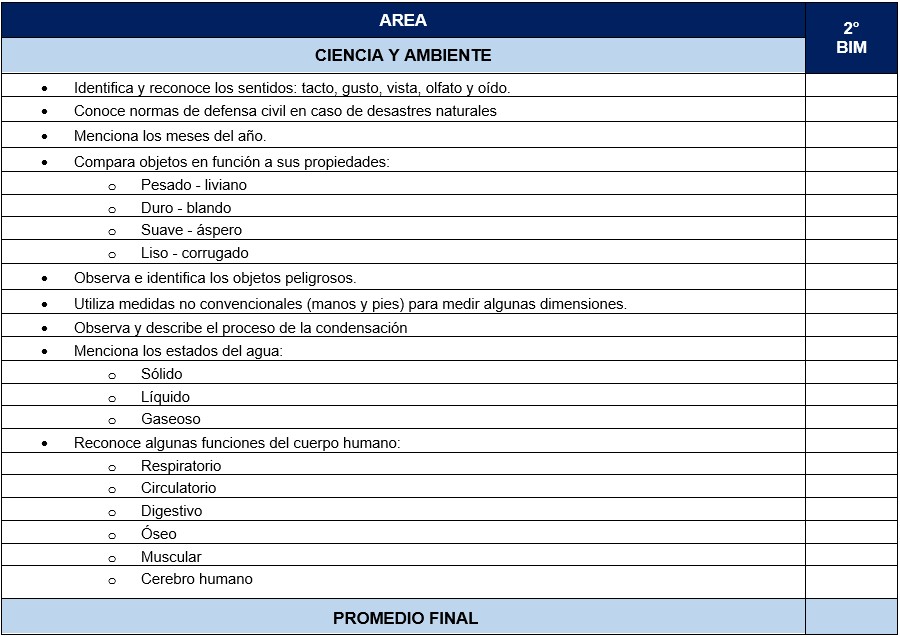 AREA
2°
BIM
CIENCIA Y AMBIENTE
• Identifica y reconoce los sentidos: tacto, gusto, vista, olfato y oído.
• Conoce normas de defensa civil en caso de desastres naturales
• Menciona los meses del año.
• Compara objetos en función a sus propiedades:
o Pesado - liviano
o Duro - blando
o Suave - áspero
o Liso - corrugado
• Observa e identifica los objetos peligrosos.
• Utiliza medidas no convencionales (manos y pies) para medir algunas dimensiones.
• Observa y describe el proceso de la condensación
• Menciona los estados del agua:
o Sólido
o Líquido
o Gaseoso
• Reconoce algunas funciones del cuerpo humano:
o Respiratorio
o Circulatorio
o Digestivo
o Óseo
o Muscular
o Cerebro humano
PROMEDIO FINAL